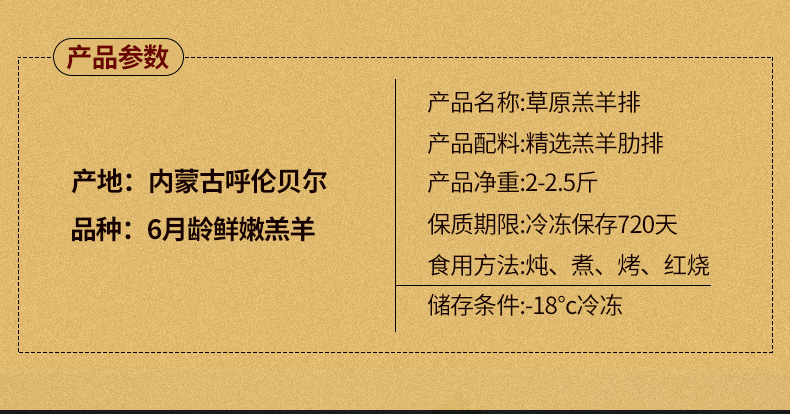 产品参数
产地：内蒙古呼伦贝尔
品种：6月龄鲜嫩羔羊
产品名称:草原羔羊排
产品配料:精选羔羊肋排
产品净重:2-2.5斤
保质期限:冷冻保存720天
食用方法:炖、煮、烤、红烧
储存条件:-18°c冷冻